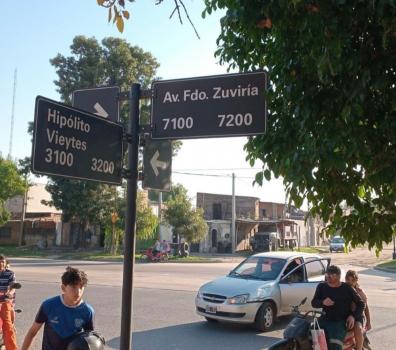 Hipólito
Vieytes
3100 3200
Av. Fdo. Zuviría
7100 7200